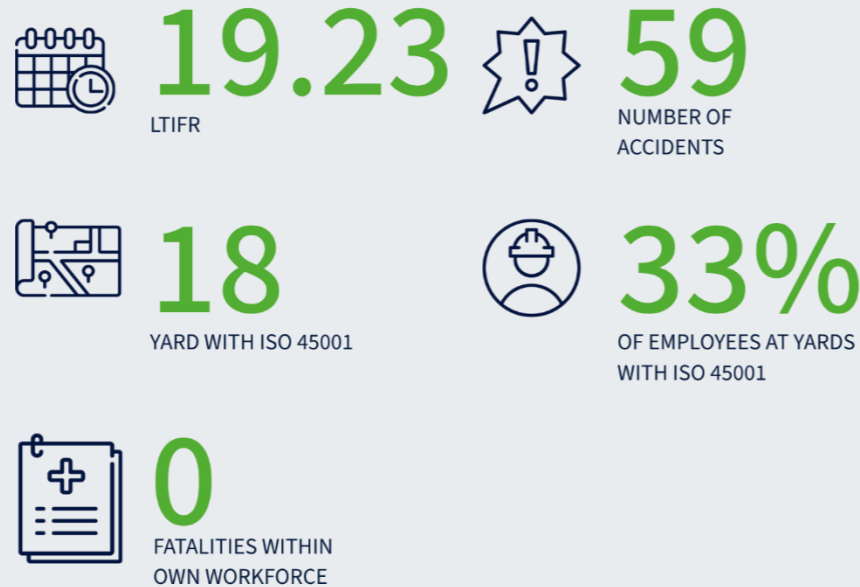 19.23
LTIFR
59
NUMBER OF
ACCIDENTS
18
YARD WITH ISO 45001
33%
OF EMPLOYEES AT YARDS
WITH ISO 45001
0
FATALITIES WITHIN
OWN WORKFORCE